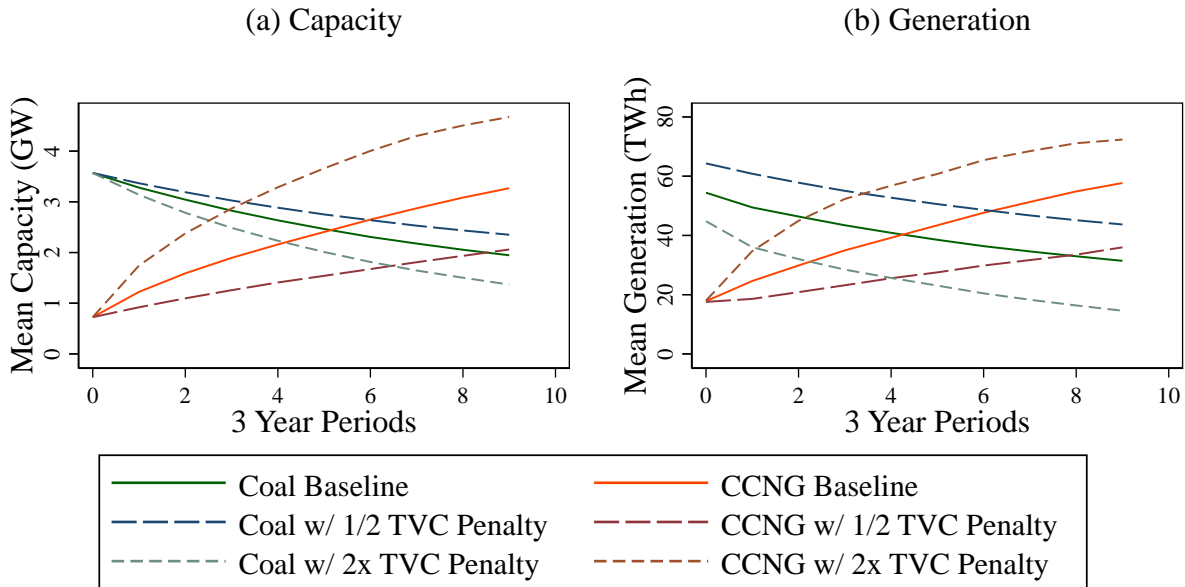 (a) Capacity
Mean Capacity (GW)
4
3
2
1
0
0 2 4 6 8 10
3 Year Periods
(b) Generation
Mean Generation (TWh)
80
60
40
20
0
0 2 4 6 8 10
3 Year Periods
Coal Baseline
CCNG Baseline
Coal w/ 1/2 TVC Penalty
CCNG w/ 1/2 TVC Penalty
Coal w/ 2x TVC Penalty
CCNG w/ 2x TVC Penalty